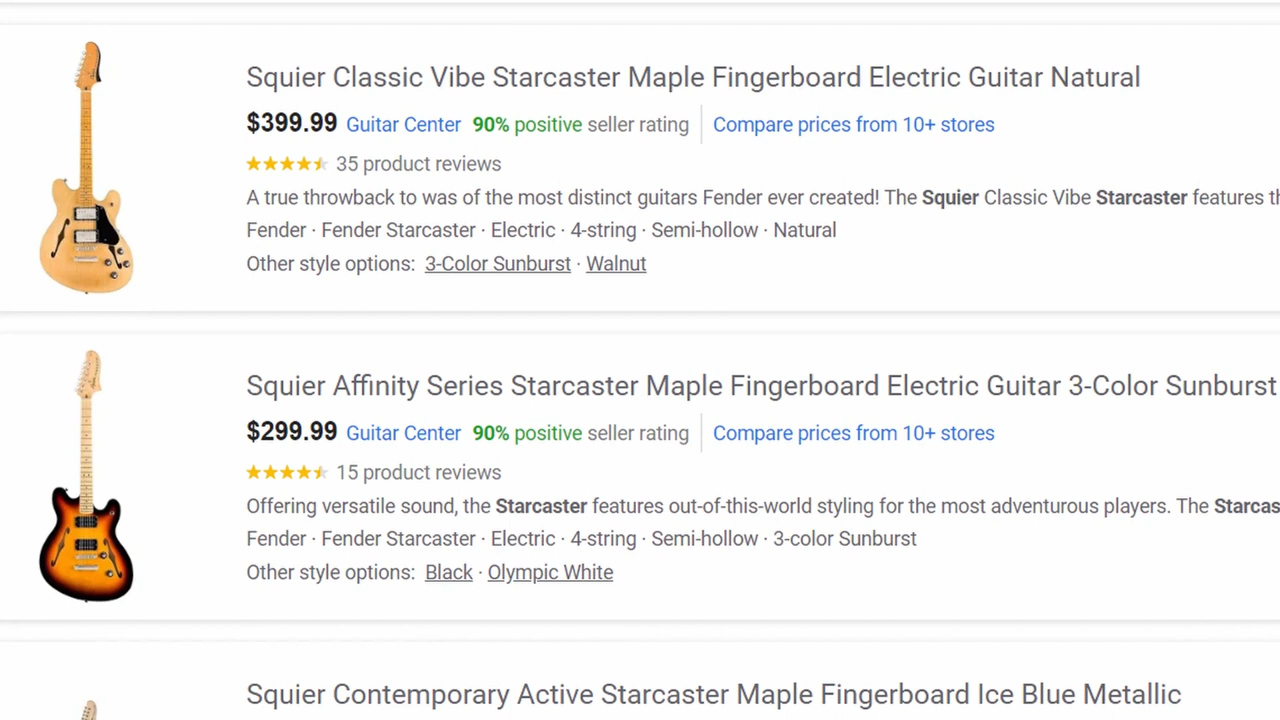 Squier Classic Vibe Starcaster Maple Fingerboard Electric Guitar Natural
$399.99 Guitar Center 90% positive seller rating Compare prices from 10+ stores
35 product reviews
A true throwback to was of the most distinct guitars Fender ever created! The Squier Classic Vibe Starcaster features
Fender · Fender Starcaster · Electric · 4-string · Semi-hollow · Natural
Other style options: 3-Color Sunburst · Walnut
Squier Affinity Series Starcaster Maple Fingerboard Electric Guitar 3-Color Sunburst
$299.99 Guitar Center 90% positive seller rating Compare prices from 10+ stores
15 product reviews
Offering versatile sound, the Starcaster features out-of-this-world styling for the most adventurous players. The
Fender · Fender Starcaster · Electric · 4-string · Semi-hollow · 3-color Sunburst
Other style options: Black · Olympic White
Squier Contemporary Active Starcaster Maple Fingerboard Ice Blue Metallic